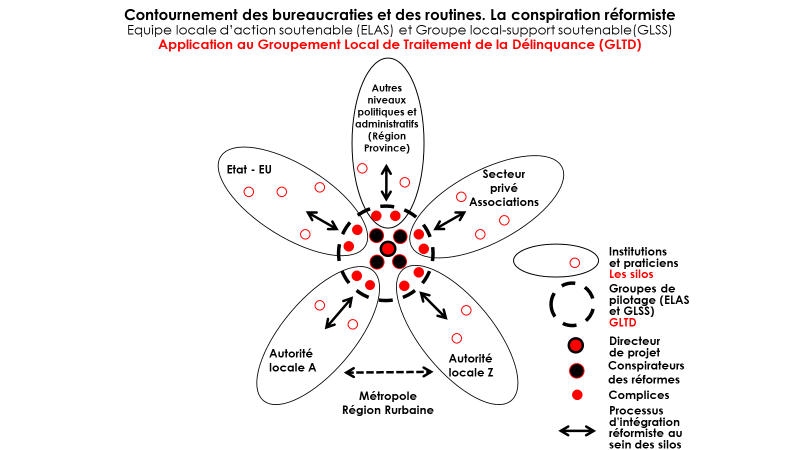 Contournement des bureaucraties et des routines. La conspiration réformiste
Equipe locale d'action soutenable (ELAS) et Groupe local-support soutenable(GLSS)
Application au Groupement Local de Traitement de la Délinquance (GLTD)
Autres
niveaux
politiques et
administratifs
(Région
Province)
Etat - EU
Secteur
privé
Associations
Autorité
locale A
Autorité
locale Z
Métropole
Région Rurbaine
Institutions
et praticiens
Les silos
Groupes de
pilotage (ELAS
et GLSS)
GLTD
Directeur
de projet
Conspirateurs
des réformes
Complices
Processus
d'intégration
réformiste au
sein des silos